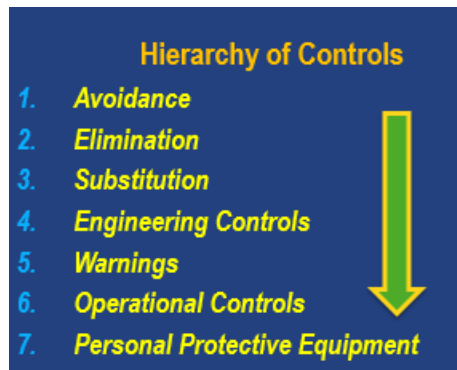 Hierarchy of Controls
1. Avoidance
2. Elimination
3. Substitution
4. Engineering Controls
5. Warnings
6. Operational Controls
7. Personal Protective Equipment